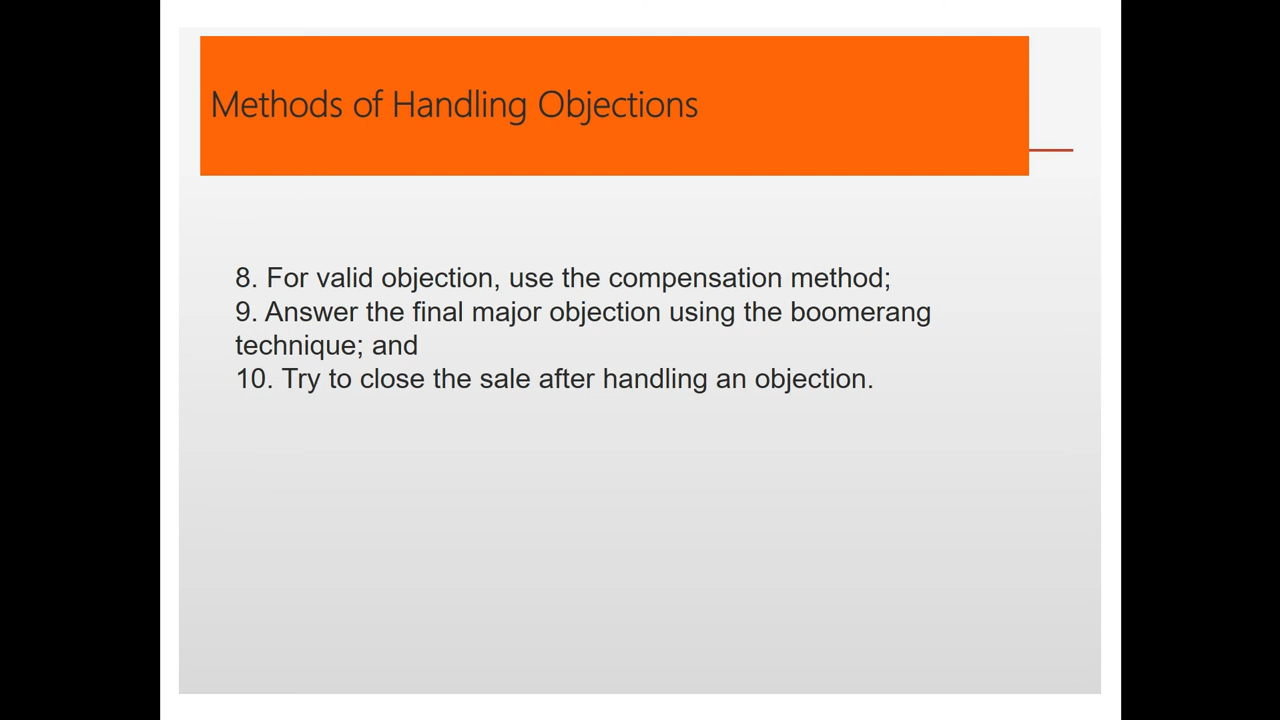 Methods of Handling Objections
8. For valid objection, use the compensation method;
9. Answer the final major objection using the boomerang
technique; and
10. Try to close the sale after handling an objection.